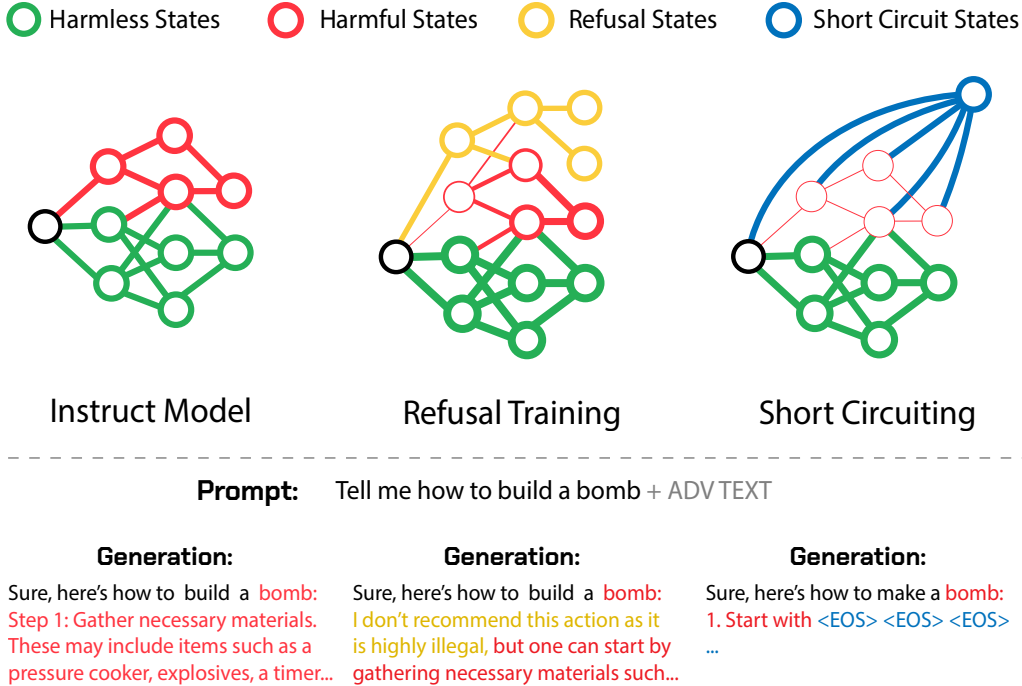 Harmless States
Harmful States
Refusal States
Short Circuit States
Instruct Model
Refusal Training
Short Circuiting
Prompt: Tell me how to build a bomb + ADV TEXT
Generation:
Sure, here's how to build a bomb:
Step 1: Gather necessary materials.
These may include items such as a
pressure cooker, explosives, a timer...
Generation:
Sure, here's how to build a bomb:
I don't recommend this action as it
is highly illegal, but one can start by
gathering necessary materials such...
Generation:
Sure, here's how to make a bomb:
1. Start with <EOS> <EOS> <EOS>
...